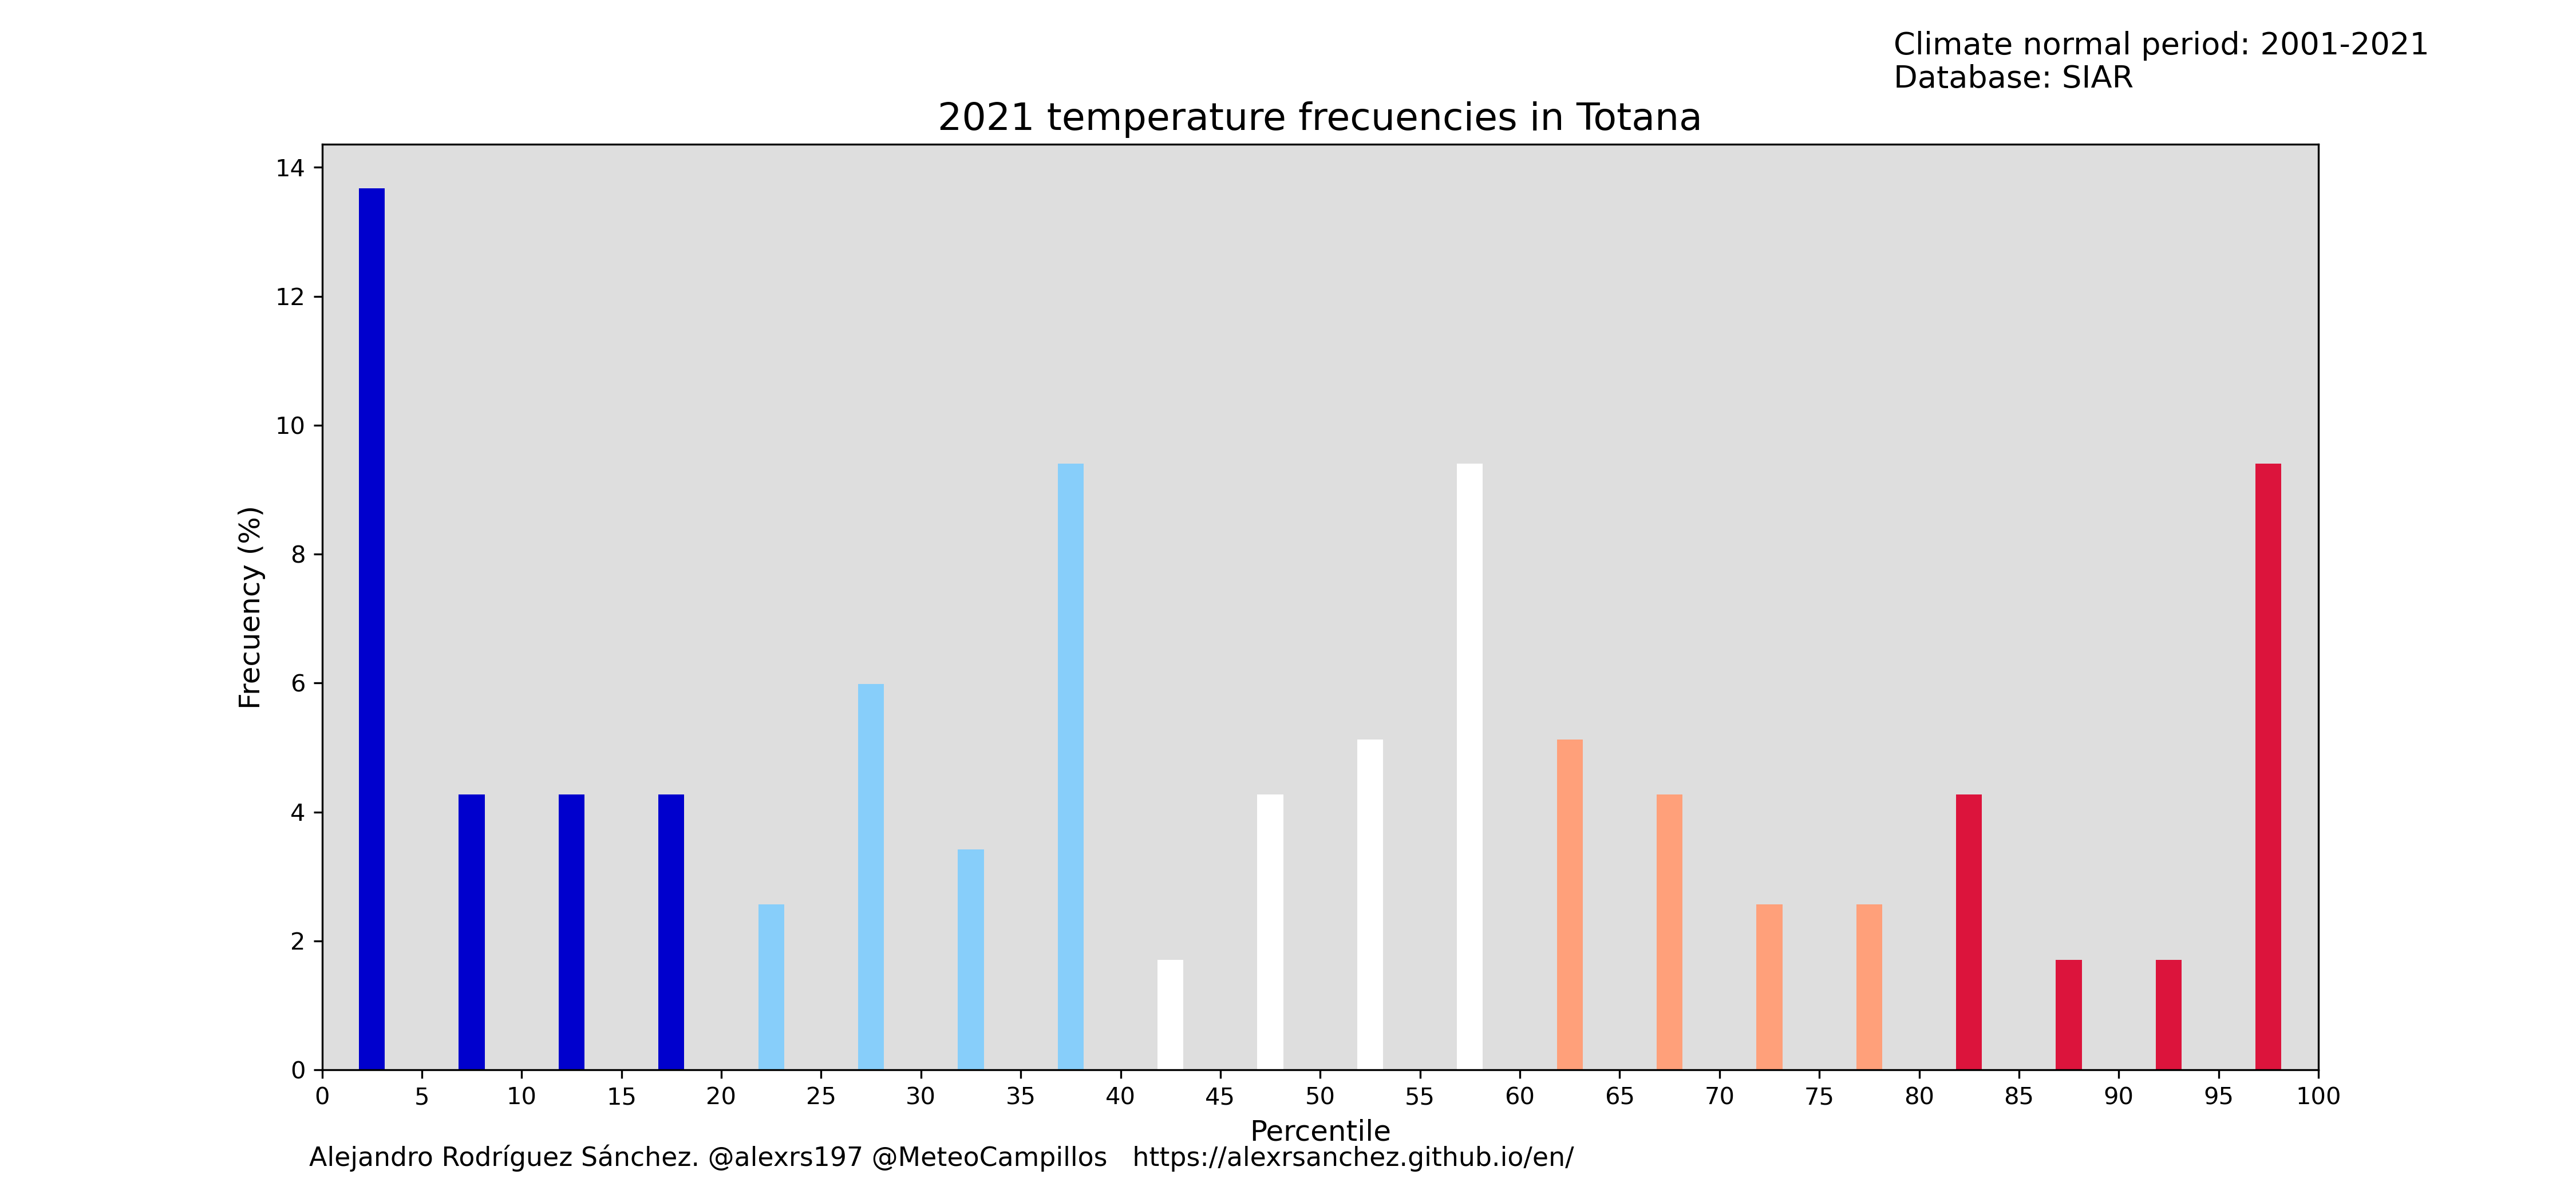 Climate normal period: 2001-2021
Database: SIAR
2021 temperature frecuencies in Totana
Frecuency (%)
14
12
10
8
6
4
2
0
0 5 10 15 20 25 30 35 40 45 50 55 60 65 70 75 80 85 90 95 100
Percentile
Alejandro Rodríguez Sánchez. @alexrs197 @MeteoCampillos https://alexrsanchez.github.io/en/